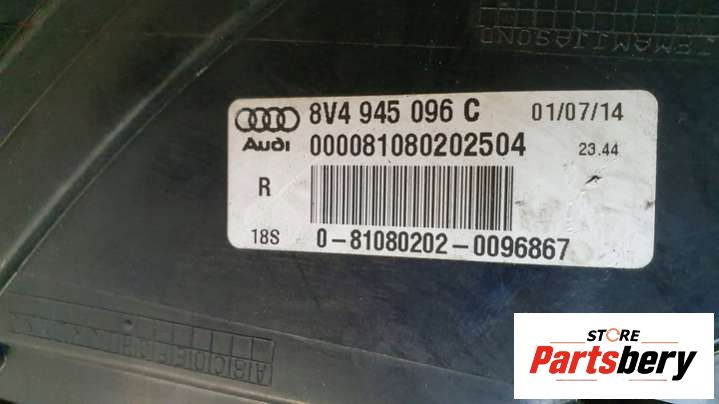 8V4 945 096 C 01/07/14
Audi 000081080202504 23.44
R
18S 0-81080202-0096867
STORE
Partsbery